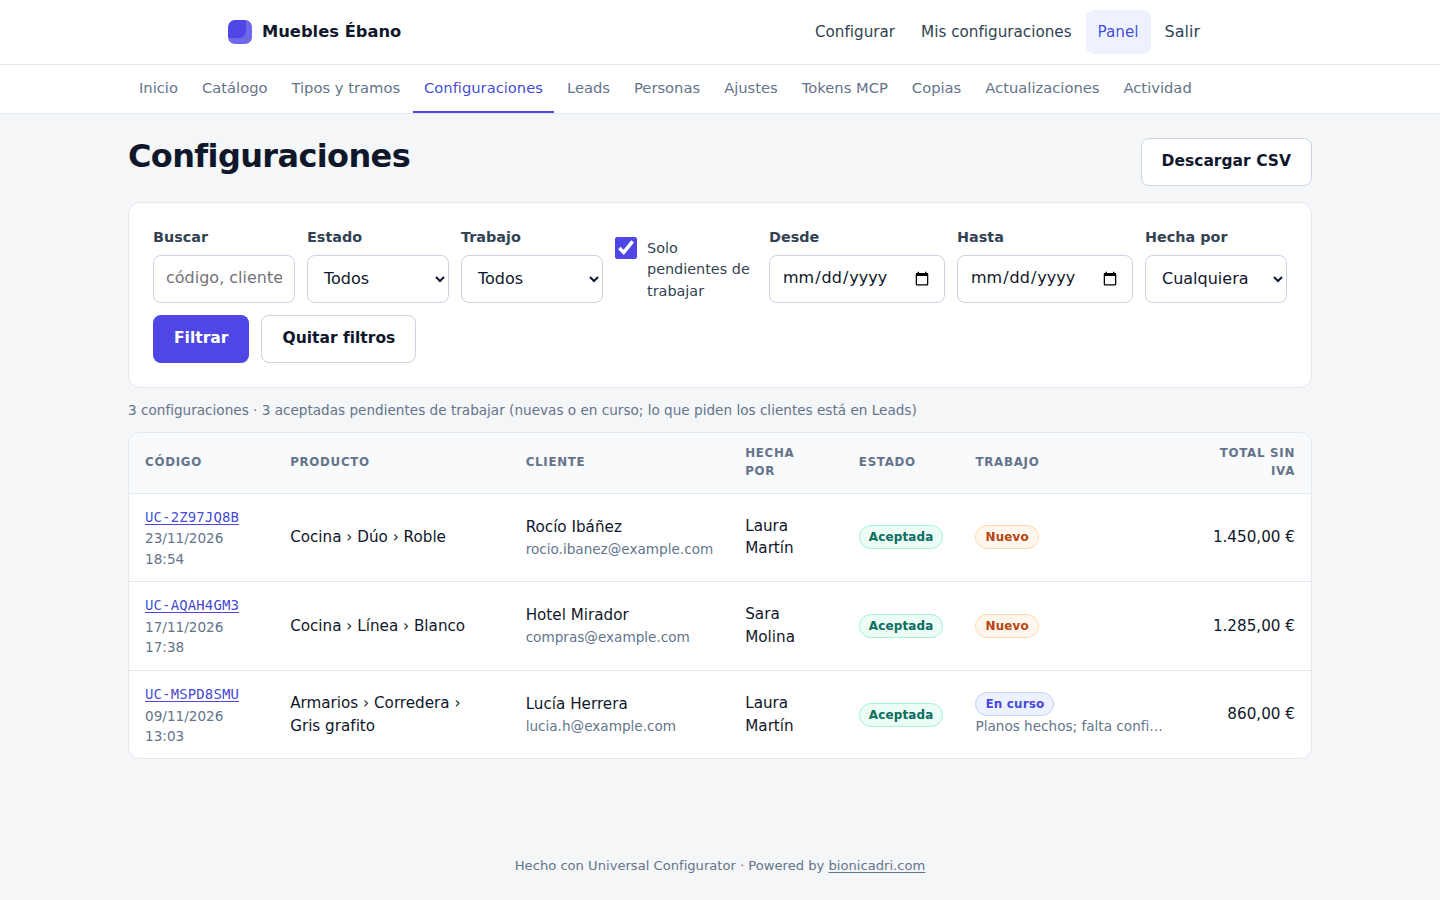 Muebles Ébano
Configurar
Mis configuraciones
Panel
Salir
Inicio
Catálogo
Tipos y tramos
Configuraciones
Leads
Personas
Ajustes
Tokens MCP
Copias
Actualizaciones
Actividad
Configuraciones
Descargar CSV
Buscar
código, cliente
Estado
Todos
Trabajo
Todos
Solo
pendientes de
trabajar
Desde
mm/dd/yyyy
Hasta
mm/dd/yyyy
Hecha por
Cualquiera
Filtrar
Quitar filtros
3 configuraciones · 3 aceptadas pendientes de trabajar (nuevas o en curso; lo que piden los clientes está en Leads)
CÓDIGO
PRODUCTO
CLIENTE
HECHA
POR
ESTADO
TRABAJO
TOTAL SIN
IVA
UC-2Z97JQ8B
23/11/2026
18:54
Cocina › Dúo › Roble
Rocío Ibáñez
rocio.ibanez@example.com
Laura
Martín
Aceptada
Nuevo
1.450,00 €
UC-AQAH4GM3
17/11/2026
17:38
Cocina › Línea › Blanco
Hotel Mirador
compras@example.com
Sara
Molina
Aceptada
Nuevo
1.285,00 €
UC-MSPD8SMU
09/11/2026
13:03
Armarios › Corredera ›
Gris grafito
Lucía Herrera
lucia.h@example.com
Laura
Martín
Aceptada
En curso
Planos hechos; falta confi…
860,00 €
Hecho con Universal Configurator · Powered by bionicadri.com